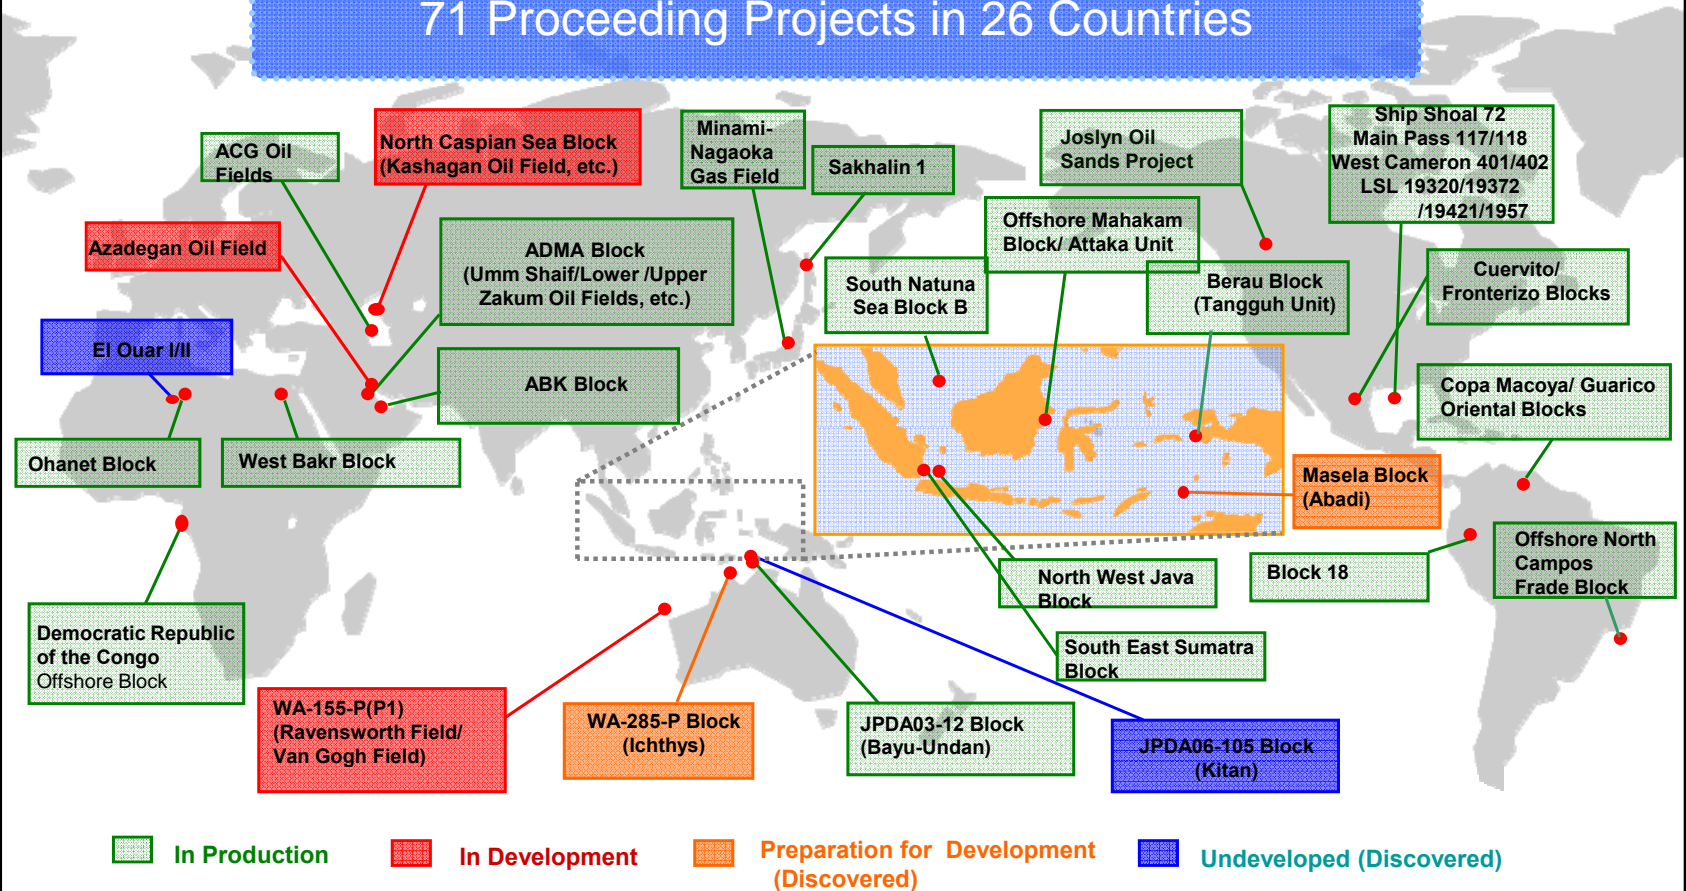 71 Proceeding Projects in 26 Countries
ACG Oil
Fields
North Caspian Sea Block
(Kashagan Oil Field, etc.)
Minami-
Nagaoka
Gas Field
Sakhalin 1
Joslyn Oil
Sands Project
Ship Shoal 72
Main Pass 117/118
West Cameron 401/402
LSL 19320/19372
/19421/1957
Azadegan Oil Field
ADMA Block
(Umm Shaif/Lower /Upper
Zakum Oil Fields, etc.)
Offshore Mahakam
Block/ Attaka Unit
South Natuna
Sea Block B
Berau Block
(Tangguh Unit)
Cuervito/
Fronterizo Blocks
El Ouar I/II
ABK Block
Copa Macoya/ Guarico
Oriental Blocks
Ohanet Block
West Bakr Block
Masela Block
(Abadi)
Block 18
Offshore North
Campos
Frade Block
North West Java
Block
South East Sumatra
Block
Democratic Republic
of the Congo
Offshore Block
WA-155-P(P1)
(Ravensworth Field/
Van Gogh Field)
WA-285-P Block
(Ichthys)
JPDA03-12 Block
(Bayu-Undan)
JPDA06-105 Block
(Kitan)
In Production
In Development
Preparation for Development
(Discovered)
Undeveloped (Discovered)